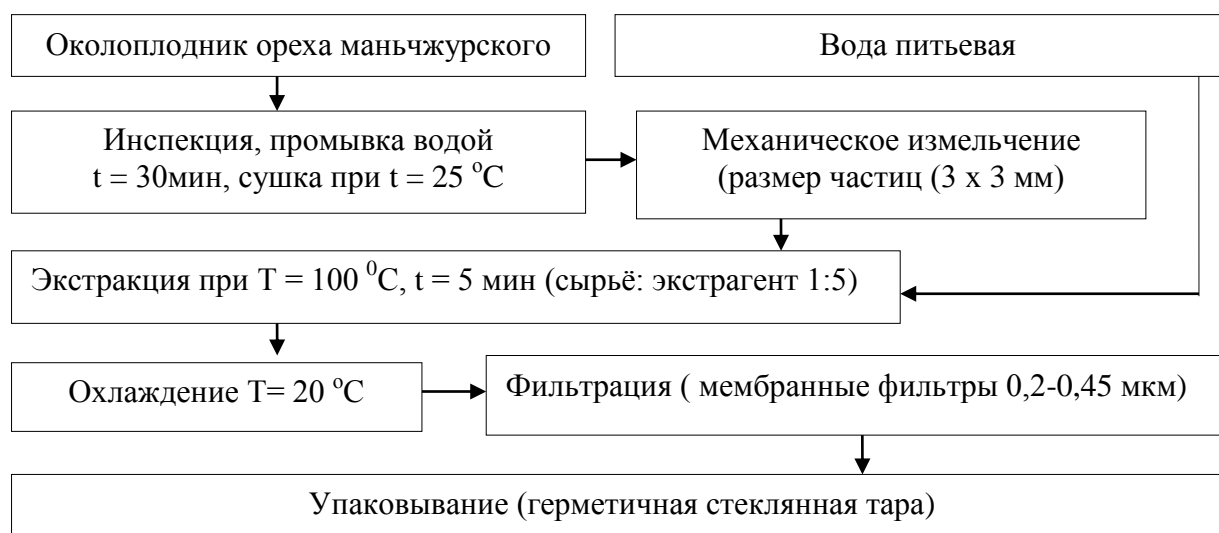 Околоплодник ореха маньчжурского
Вода питьевая
Инспекция, промывка водой
t = 30мин, сушка при t = 25 °C
Механическое измельчение
(размер частиц (3 x 3 мм)
Экстракция при T = 100 ⁰C, t = 5 мин (сырьё: экстрагент 1:5)
Охлаждение T= 20 °C
Фильтрация ( мембранные фильтры 0,2-0,45 мкм)
Упаковывание (герметичная стеклянная тара)